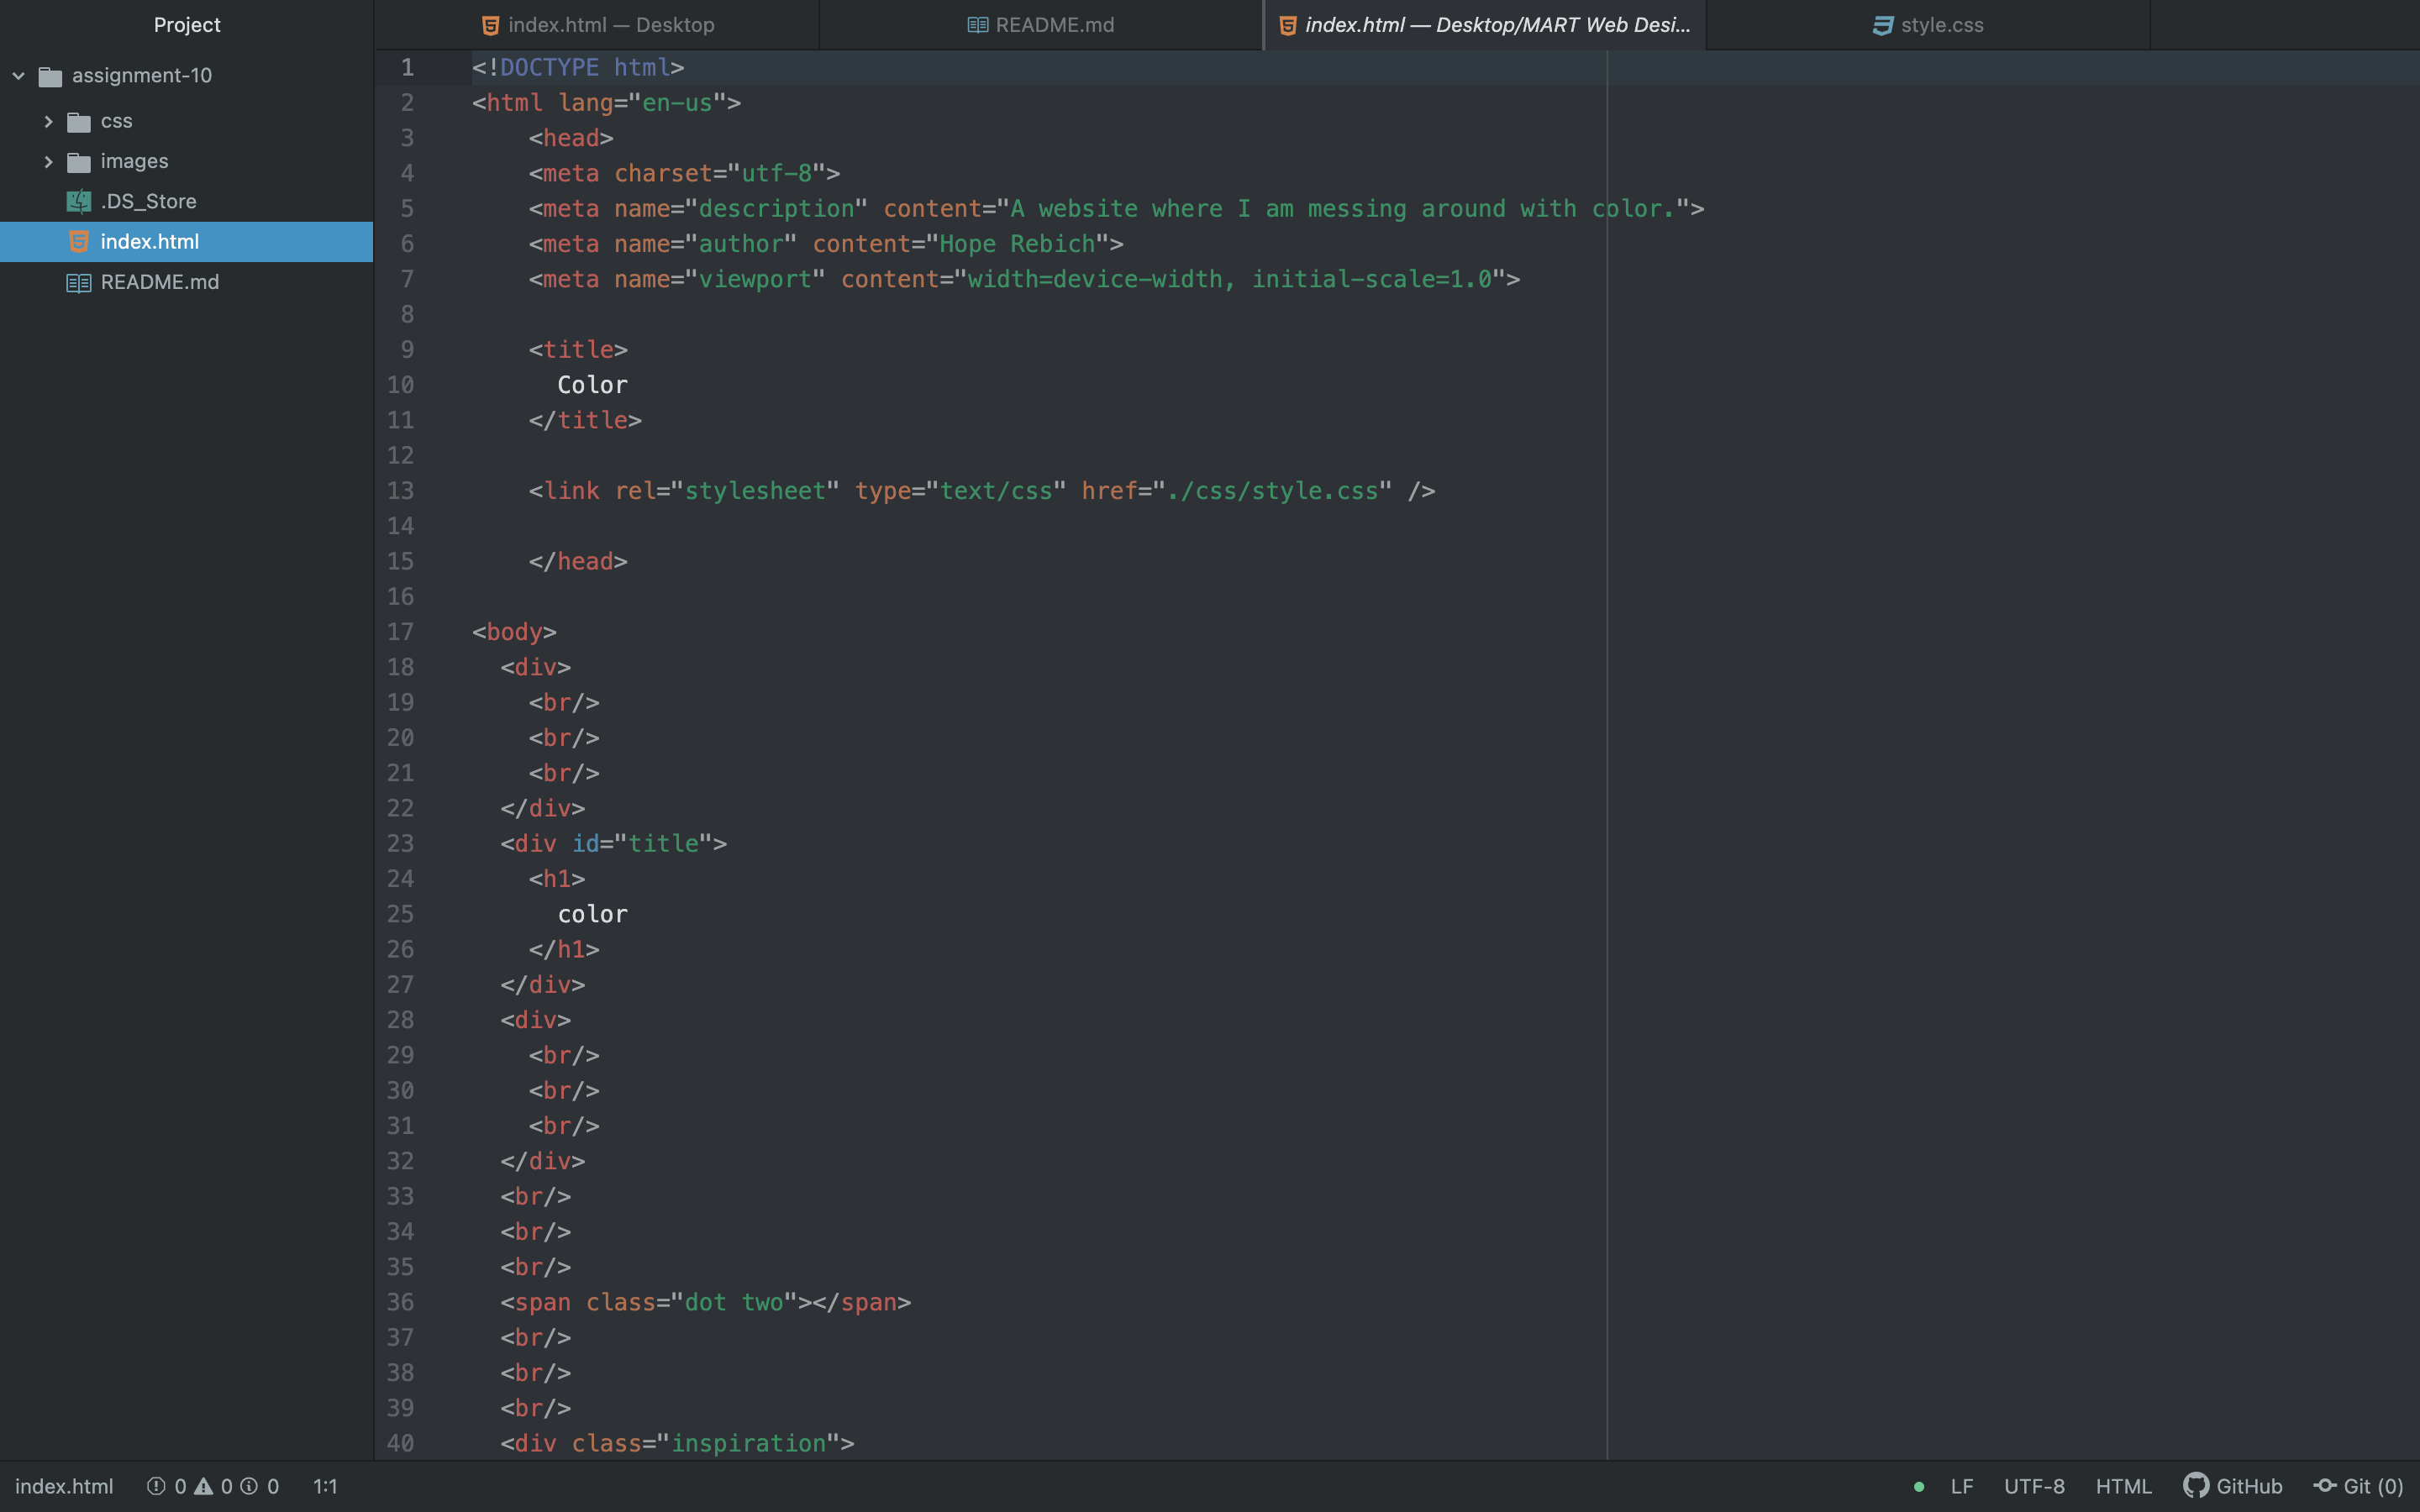 Project
index.html — Desktop
README.md
index.html — Desktop/MART Web Desi...
style.css
assignment-10
css
images
.DS_Store
index.html
README.md
1 <!DOCTYPE html>
2 <html lang="en-us">
3 <head>
4 <meta charset="utf-8">
5 <meta name="description" content="A website where I am messing around with color.">
6 <meta name="author" content="Hope Rebich">
7 <meta name="viewport" content="width=device-width, initial-scale=1.0">
8
9 <title>
10 Color
11 </title>
12
13 <link rel="stylesheet" type="text/css" href="./css/style.css" />
14
15 </head>
16
17 <body>
18 <div>
19 <br/>
20 <br/>
21 <br/>
22 </div>
23 <div id="title">
24 <h1>
25 color
26 </h1>
27 </div>
28 <div>
29 <br/>
30 <br/>
31 <br/>
32 </div>
33 <br/>
34 <br/>
35 <br/>
36 <span class="dot two"></span>
37 <br/>
38 <br/>
39 <br/>
40 <div class="inspiration">
index.html 0 0 0 1:1 LF UTF-8 HTML GitHub Git (0)